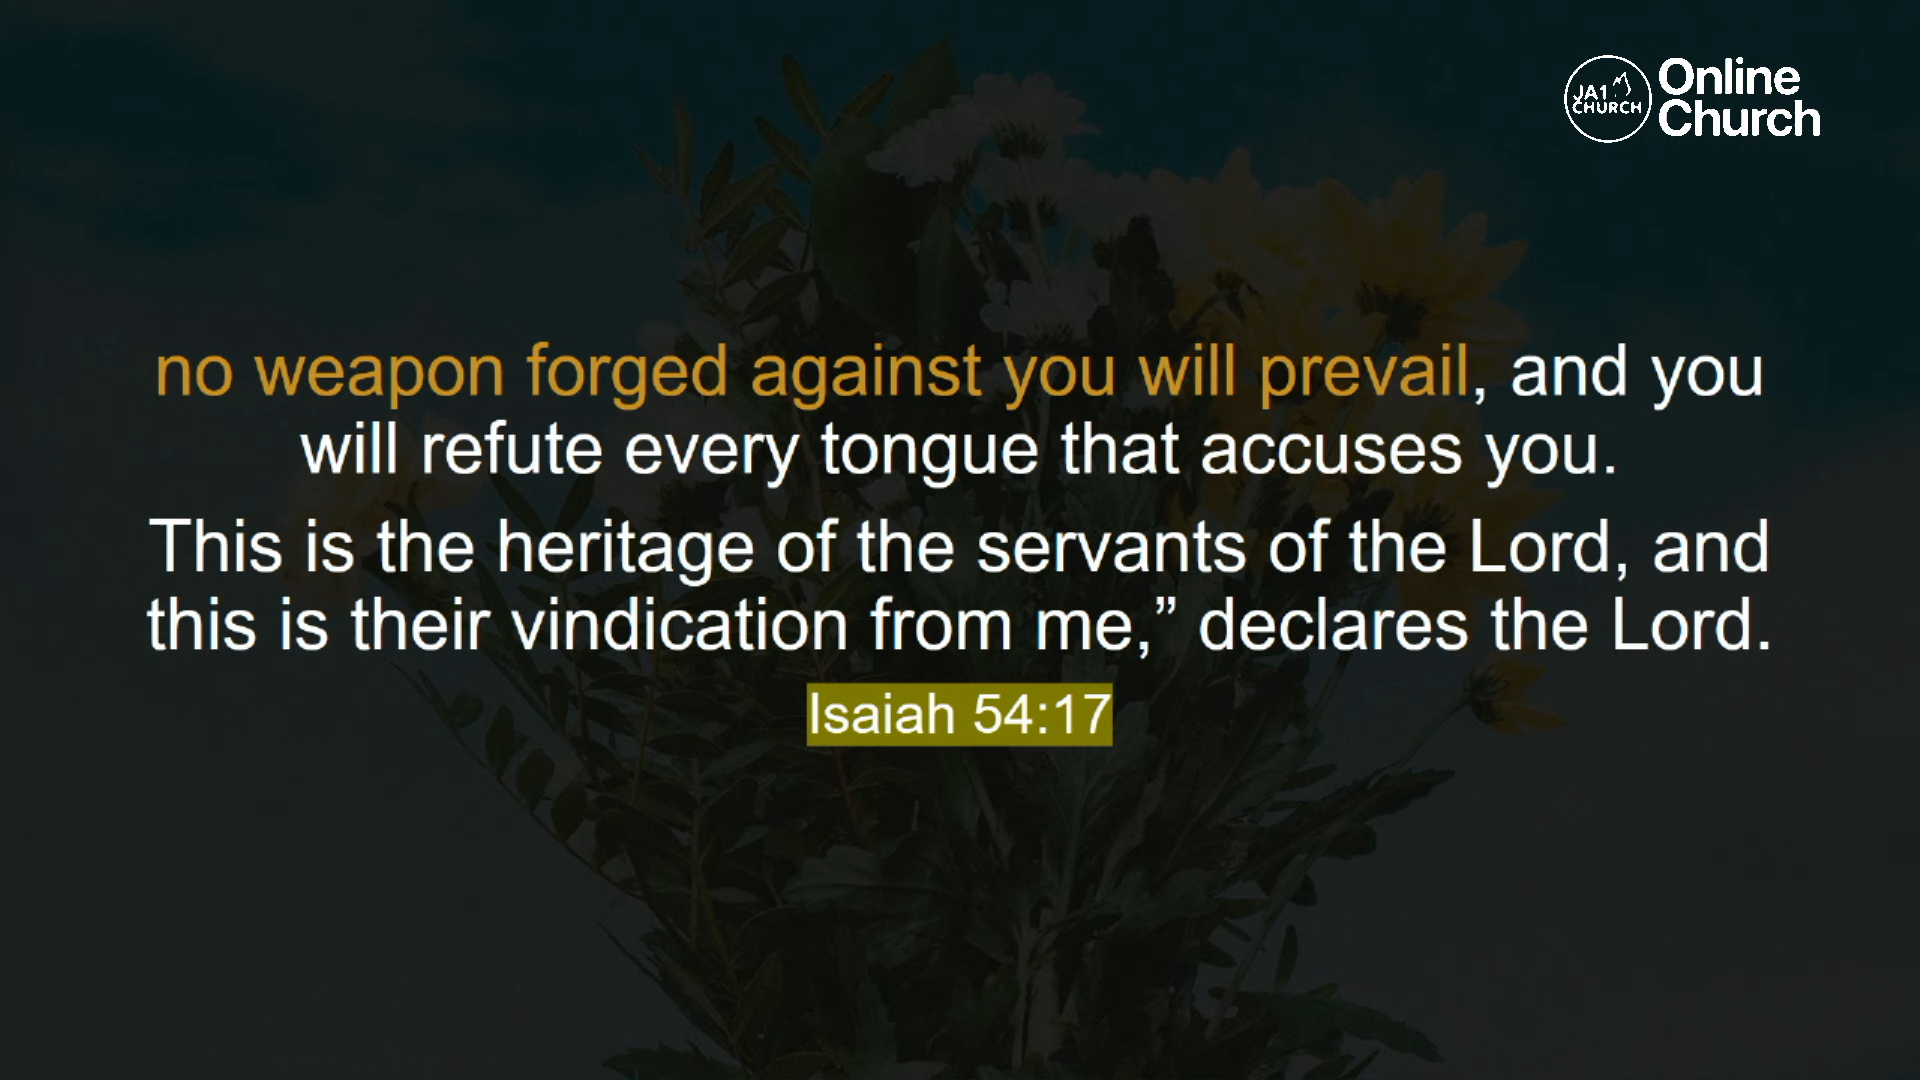 JA1
CHURCH
Online
Church
no weapon forged against you will prevail, and you
will refute every tongue that accuses you.
This is the heritage of the servants of the Lord, and
this is their vindication from me,” declares the Lord.
Isaiah 54:17